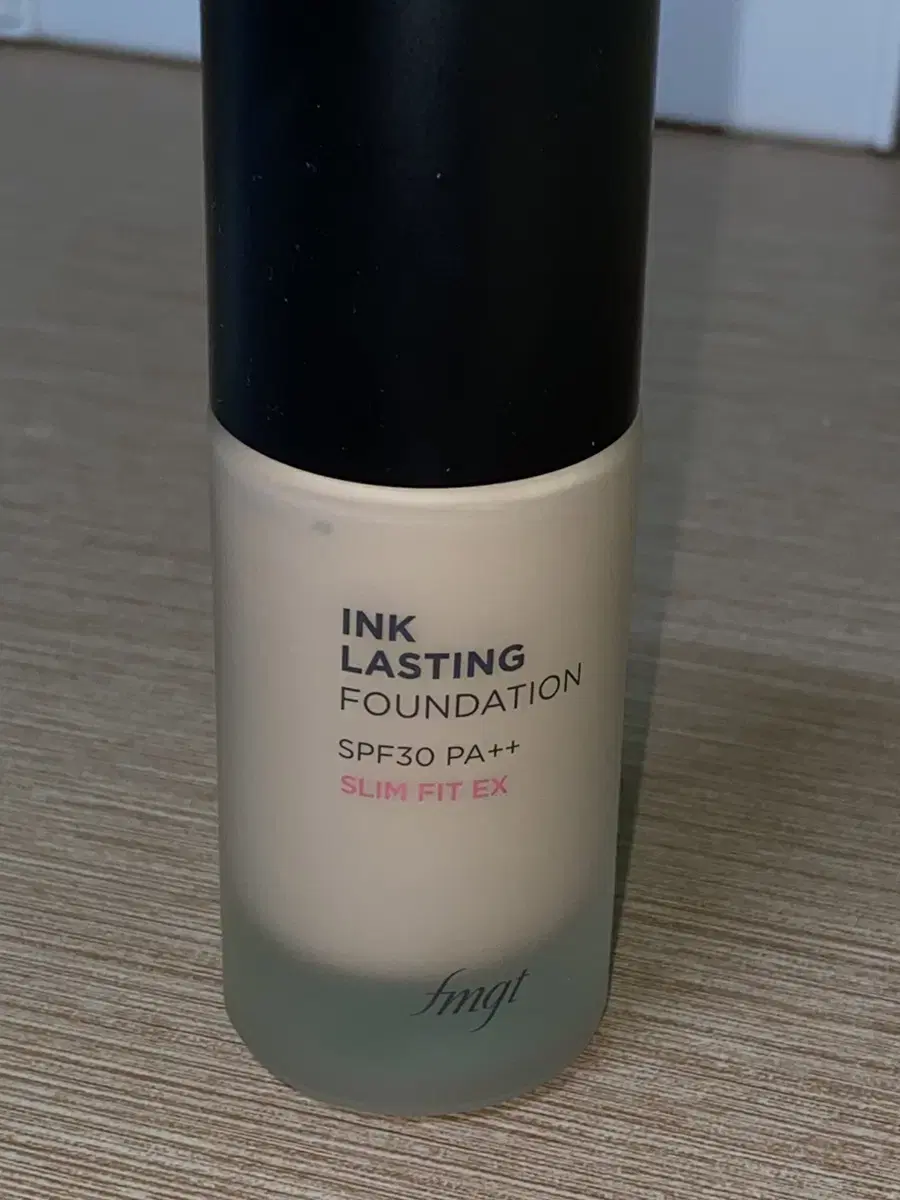 INK
LASTING
FOUNDATION
SPF30 PA++
SLIM FIT EX
fmgt